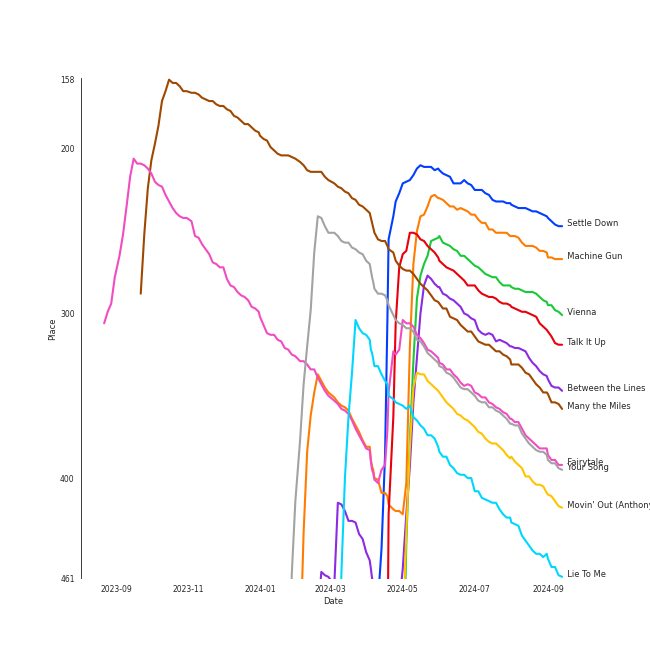 158
200
300
400
461
Place
2023-09
2023-11
2024-01
2024-03
2024-05
2024-07
2024-09
Date
Settle Down
Machine Gun
Vienna
Talk It Up
Between the Lines
Many the Miles
Fairytale
Your Song
Movin' Out (Anthony
Lie To Me